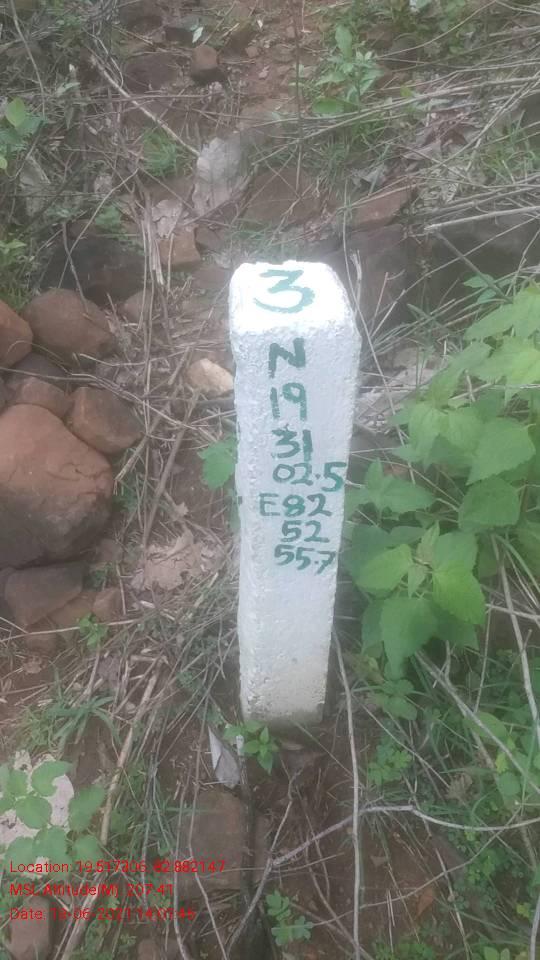 3
N
19
31
02.5
E82
52
55.7
Location: 19.517306, 82.882147
MSL Altitude(M): 207.41
Date: 18-06-2021 14:01:46